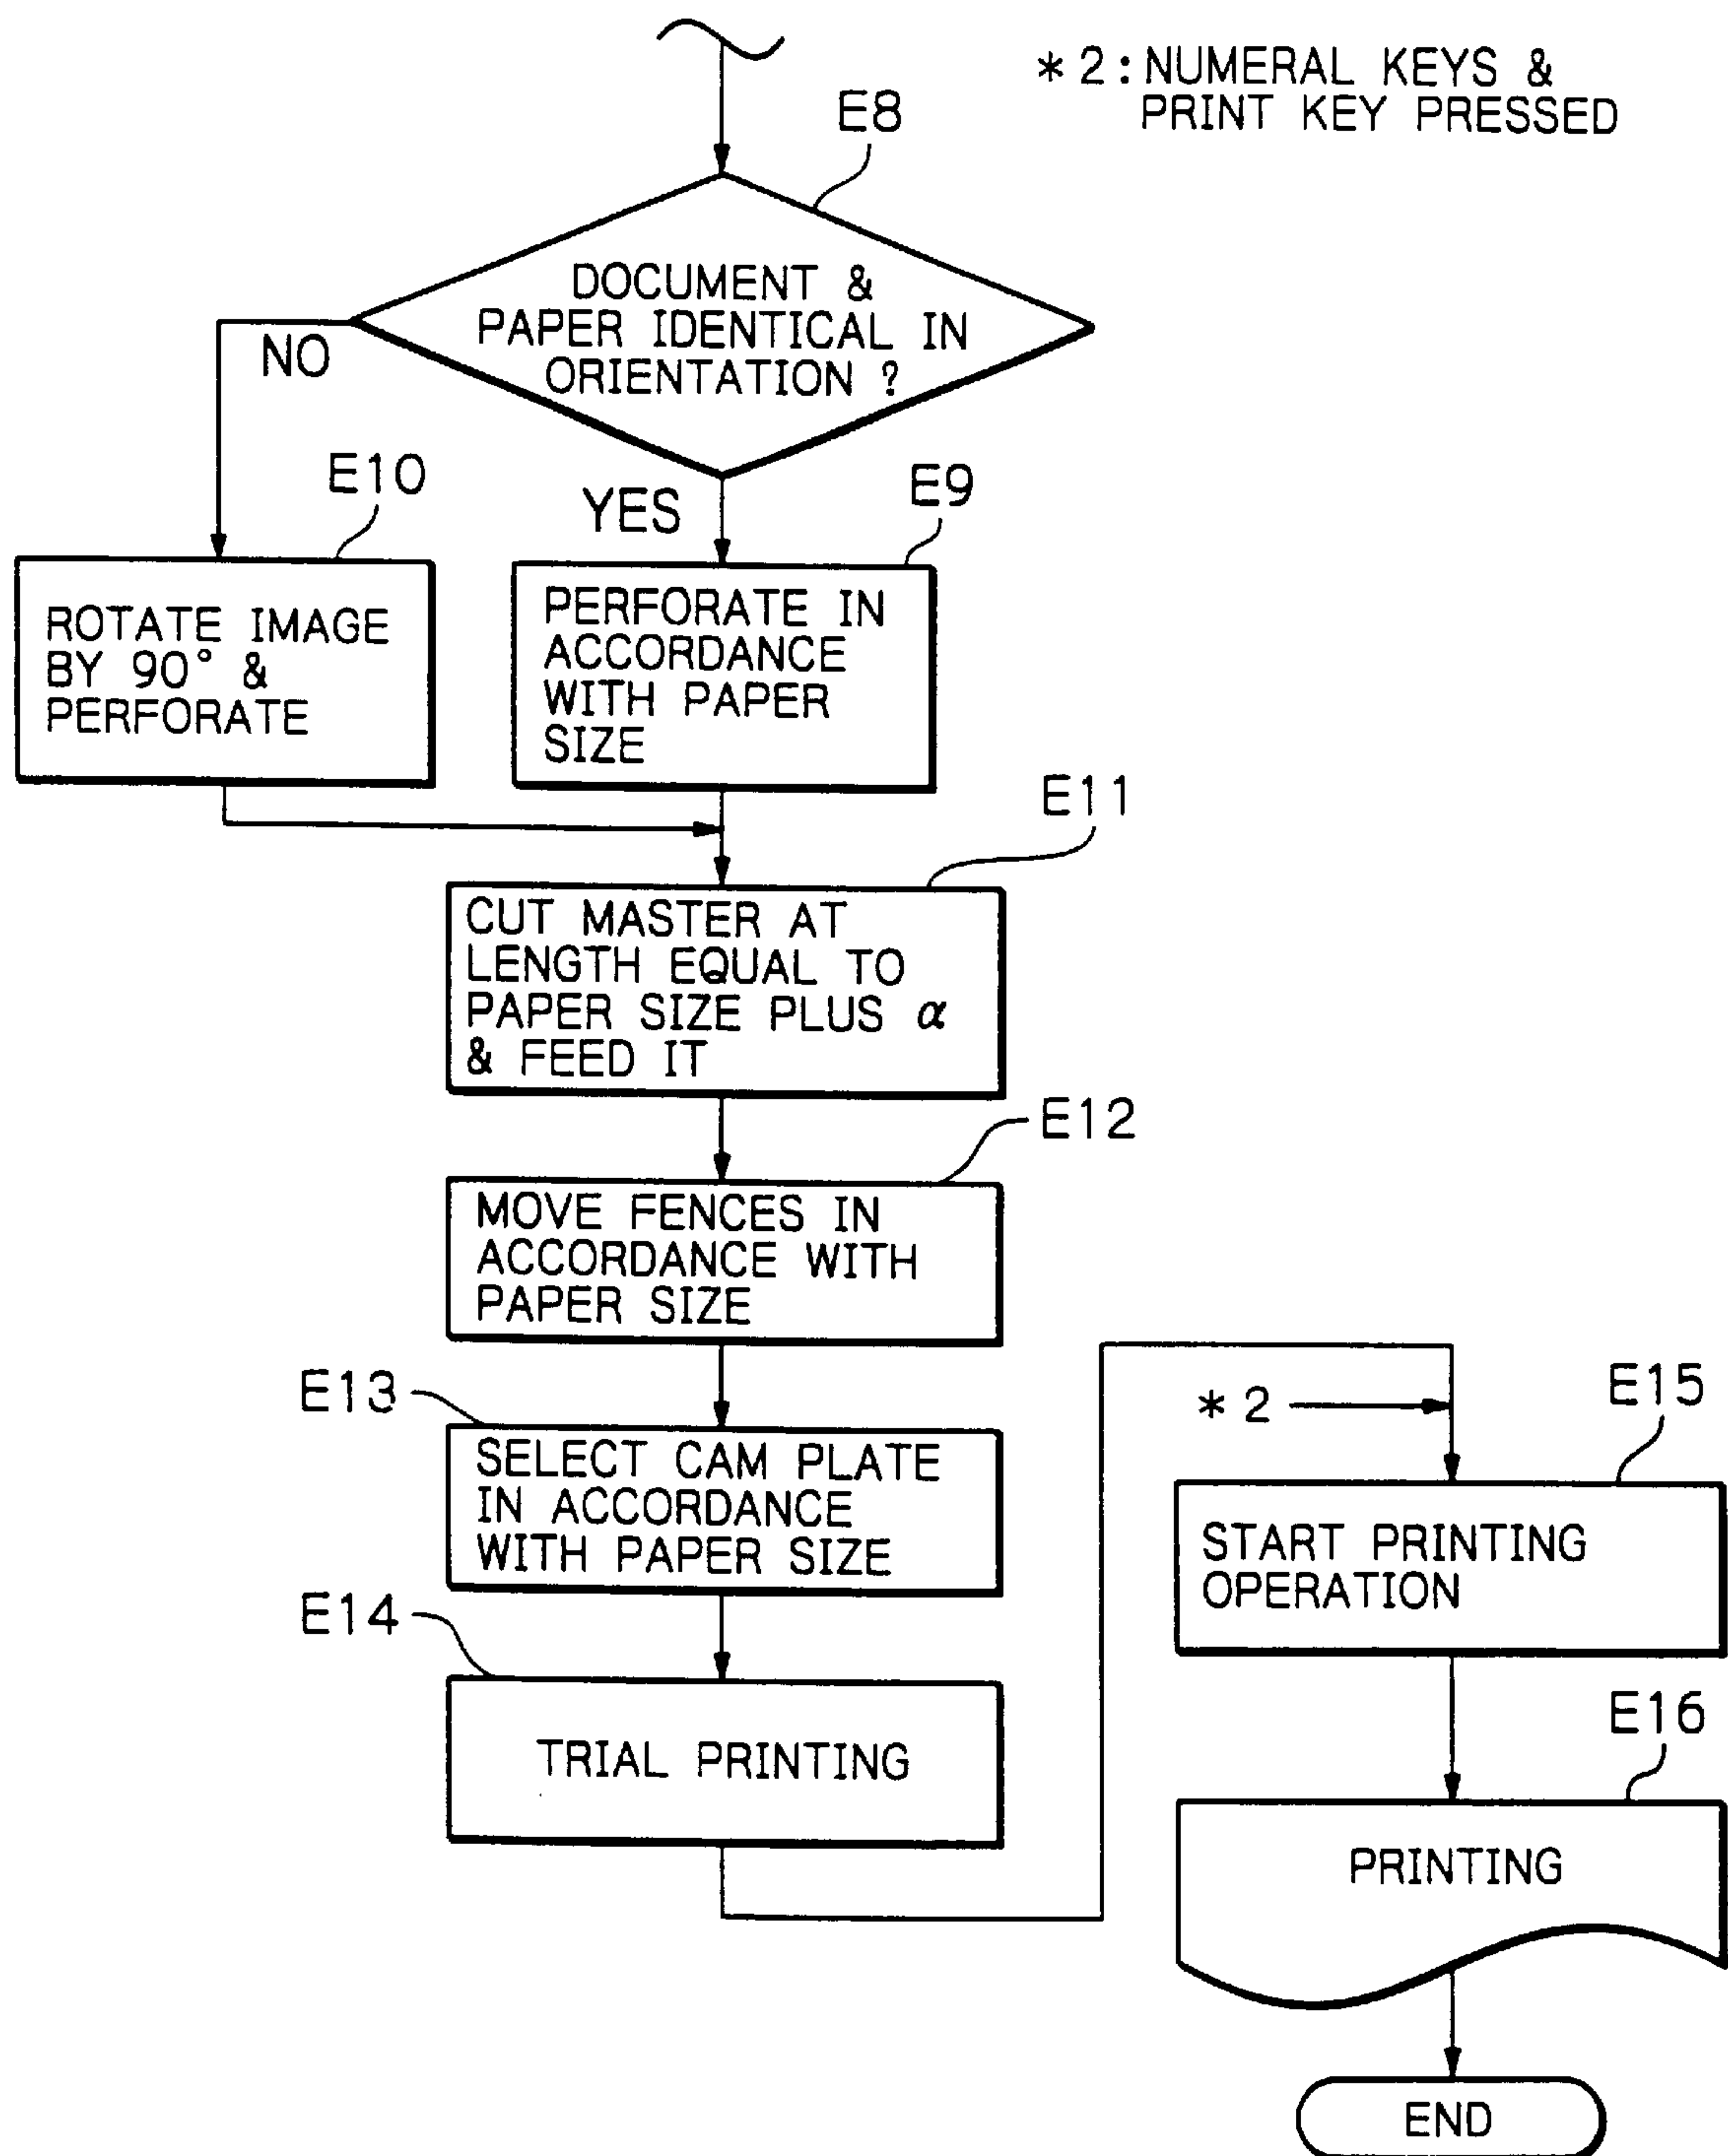 * 2 : NUMERAL KEYS &
PRINT KEY PRESSED
E8
DOCUMENT &
PAPER IDENTICAL IN
ORIENTATION ?
NO
YES
E10
ROTATE IMAGE
BY 90° &
PERFORATE
E9
PERFORATE IN
ACCORDANCE
WITH PAPER
SIZE
E11
CUT MASTER AT
LENGTH EQUAL TO
PAPER SIZE PLUS α
& FEED IT
E12
MOVE FENCES IN
ACCORDANCE WITH
PAPER SIZE
E13
SELECT CAM PLATE
IN ACCORDANCE
WITH PAPER SIZE
E14
TRIAL PRINTING
* 2
E15
START PRINTING
OPERATION
E16
PRINTING
END